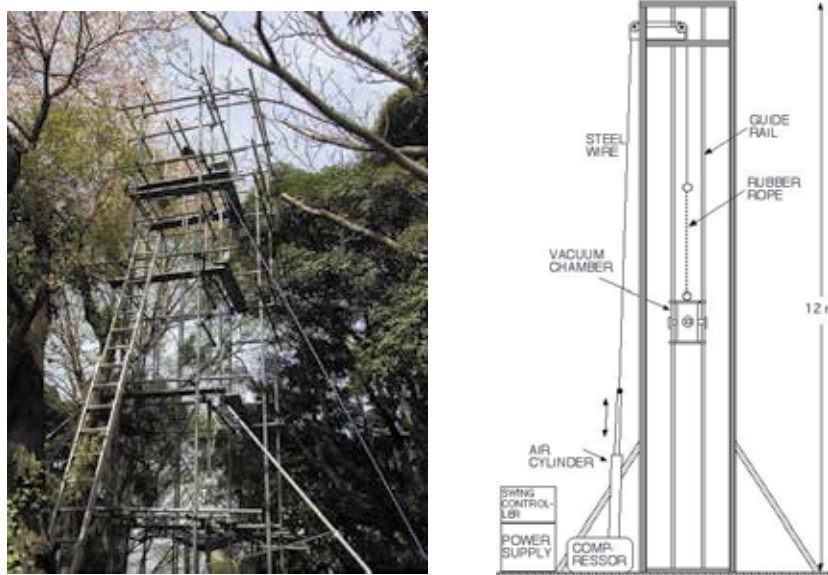 GUIDE
RAIL
STEEL
WIRE
RUBBER
ROPE
VACUUM
CHAMBER
12 m
AIR
CYLINDER
SWING
CONTROL-
LER
POWER
SUPPLY
COMP-
RESSOR